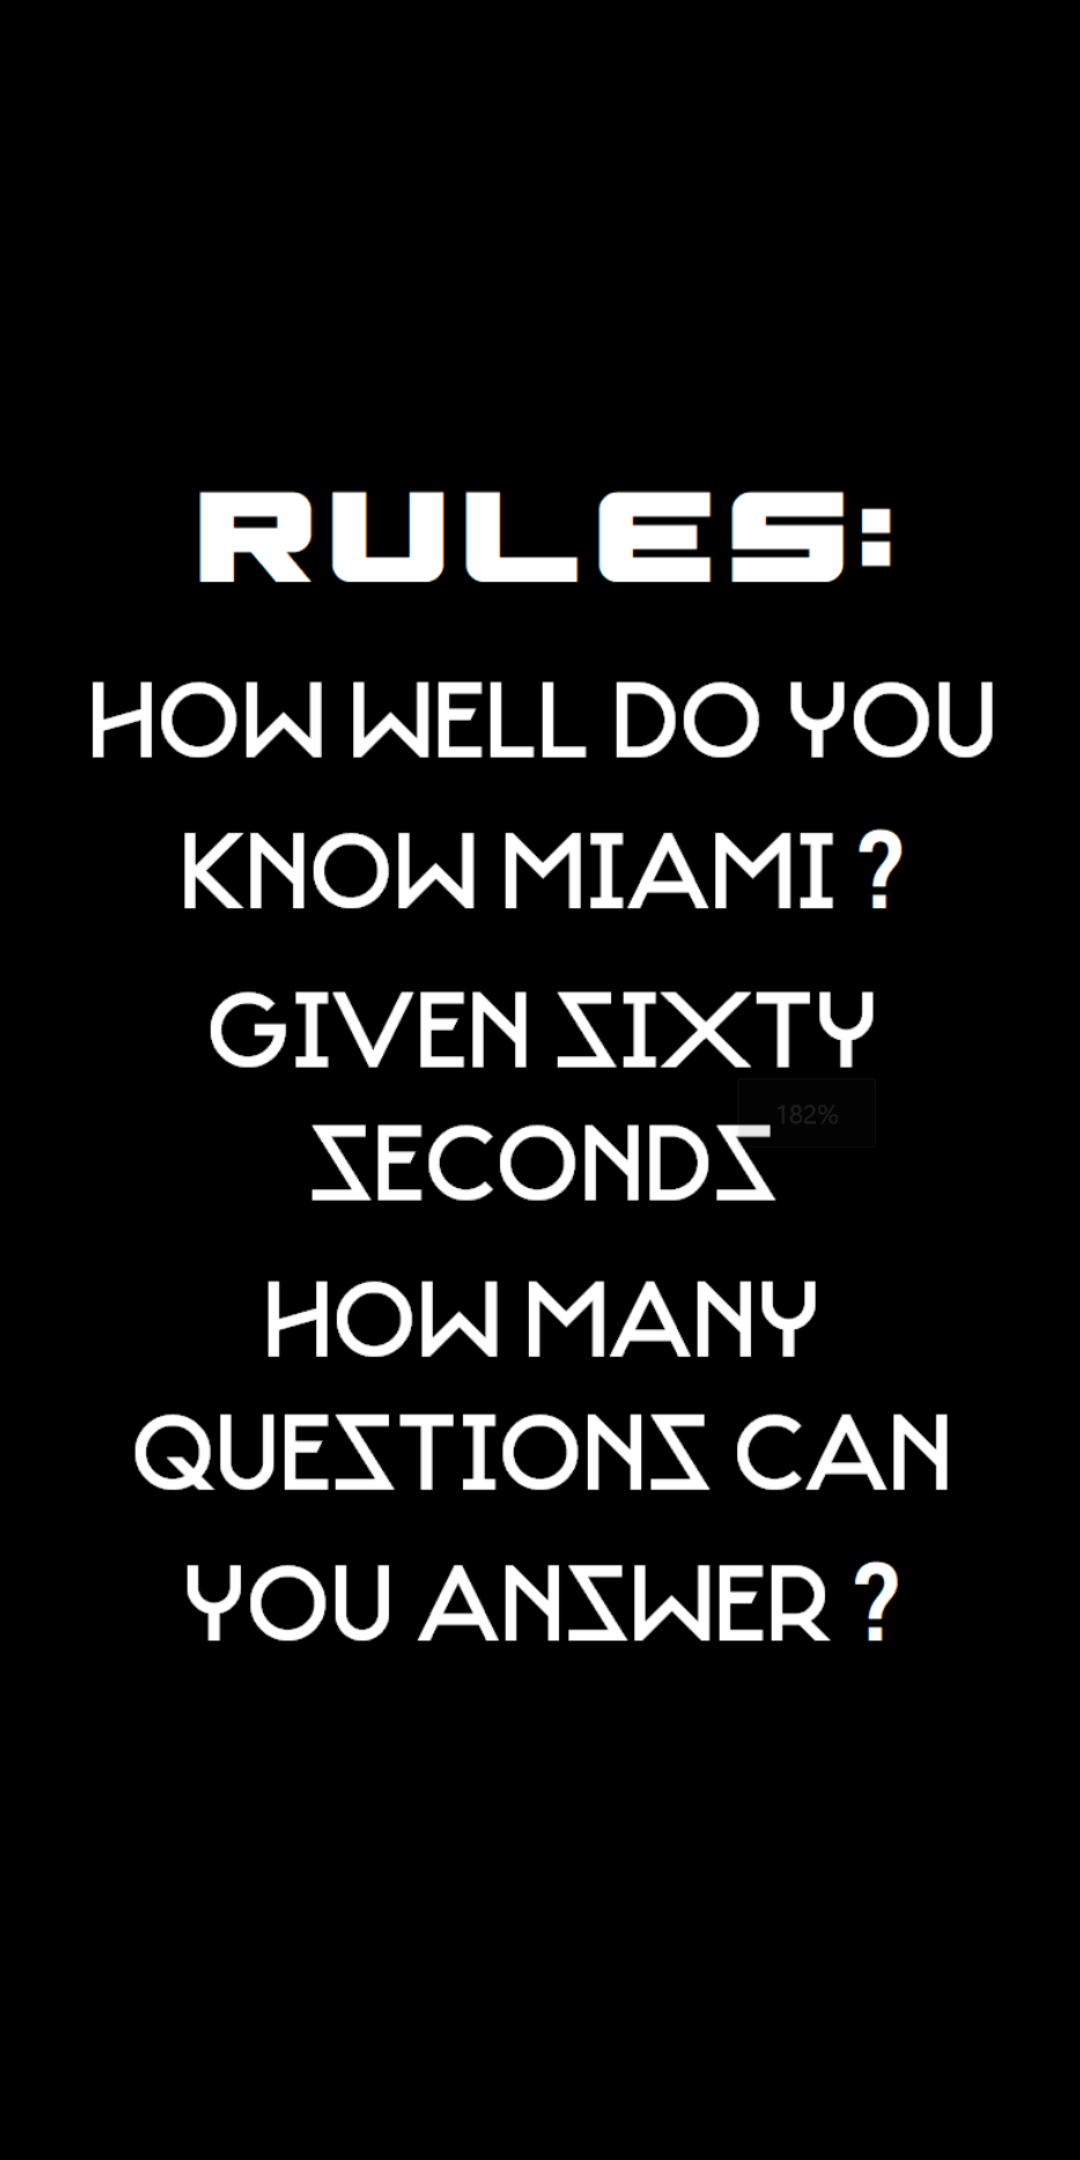 RULES:
HOW WELL DO YOU
KNOW MIAMI ?
GIVEN SIXTY
182%
SECONDS
HOW MANY
QUESTIONS CAN
YOU ANSWER ?